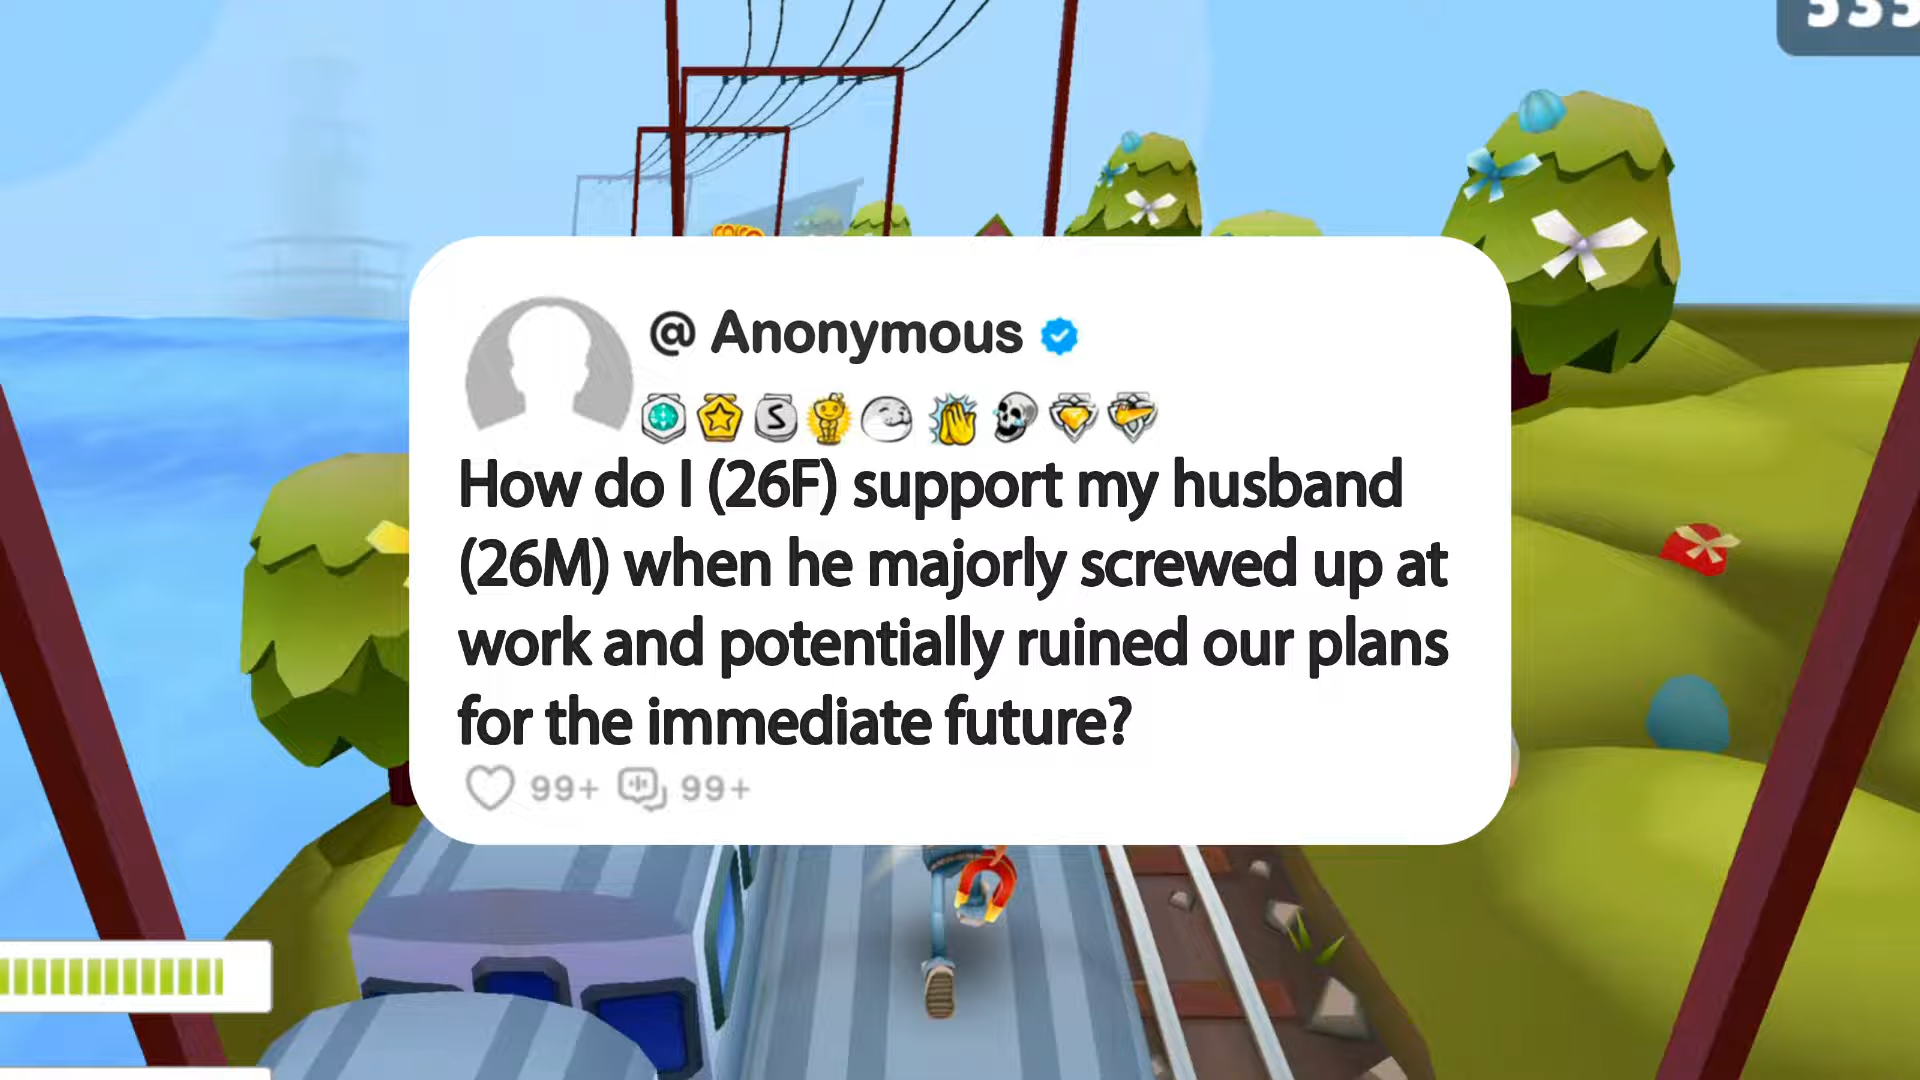 @ Anonymous
How do I (26F) support my husband
(26M) when he majorly screwed up at
work and potentially ruined our plans
for the immediate future?
99+ 99+